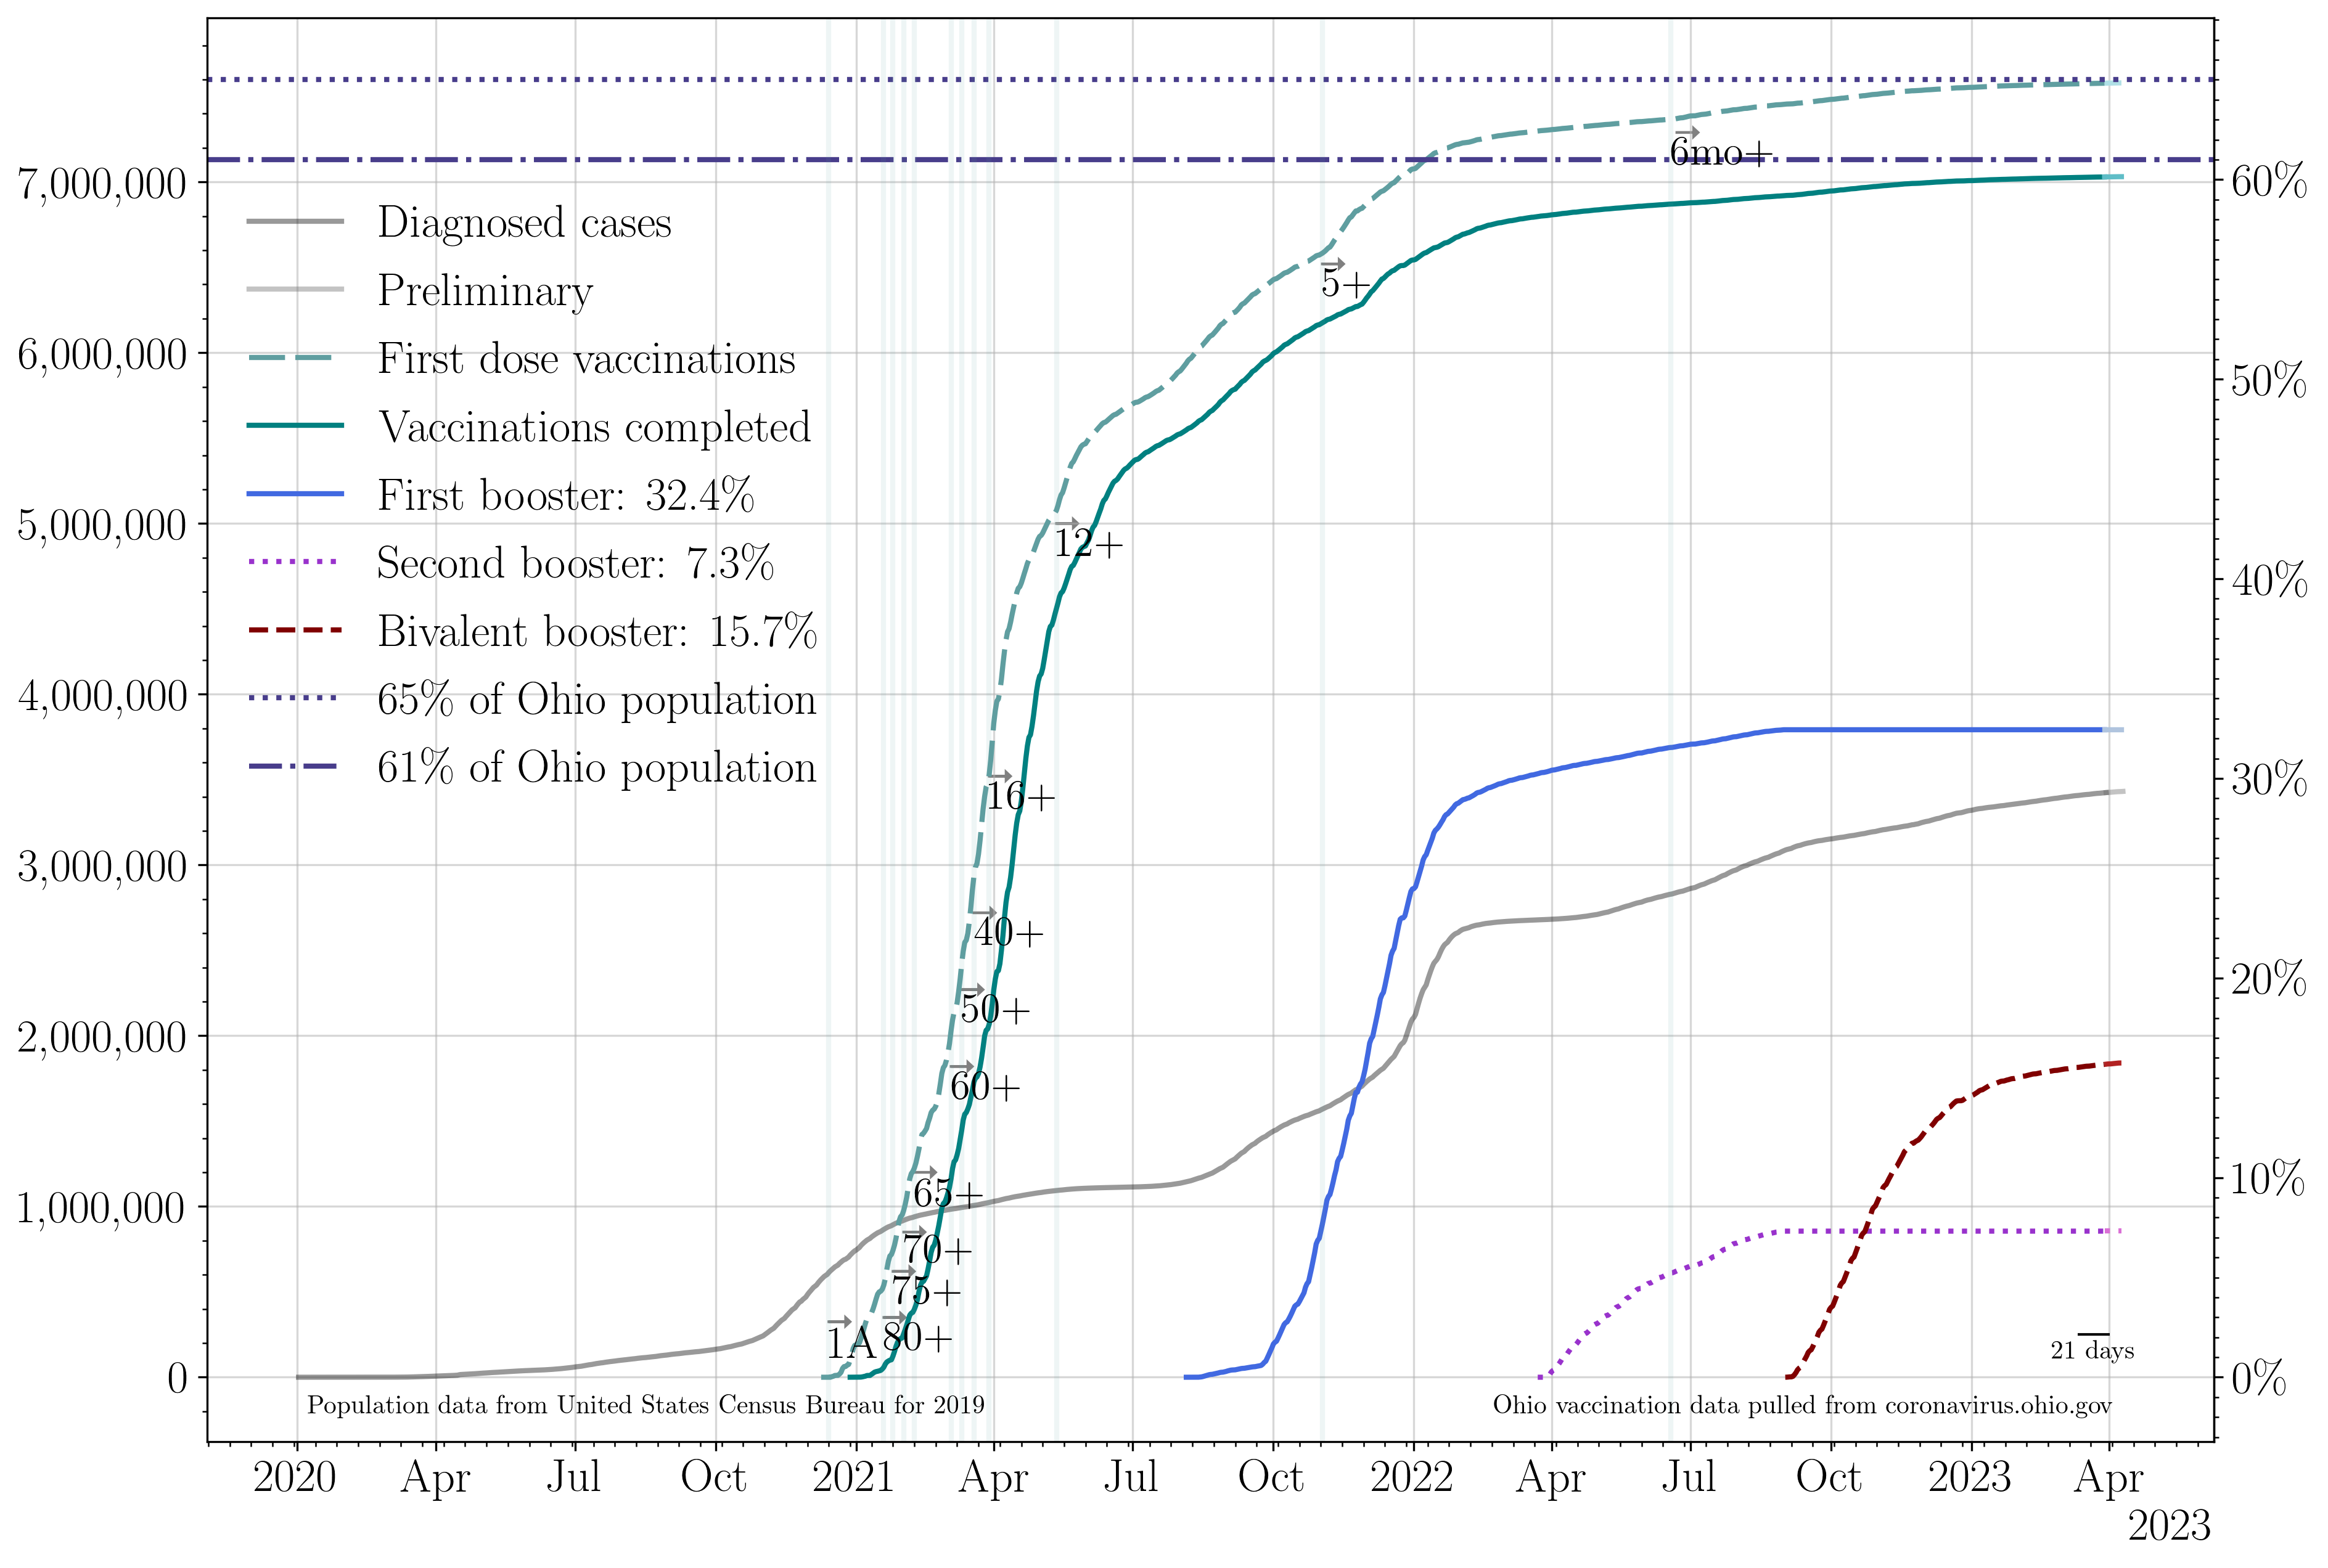 7,000,000
6,000,000
5,000,000
4,000,000
3,000,000
2,000,000
1,000,000
0
60%
50%
40%
30%
20%
10%
0%
Diagnosed cases
Preliminary
First dose vaccinations
Vaccinations completed
First booster: 32.4%
Second booster: 7.3%
Bivalent booster: 15.7%
65% of Ohio population
61% of Ohio population
6mo+
5+
12+
16+
40+
50+
60+
65+
70+
75+
80+
1A
21 days
Population data from United States Census Bureau for 2019
Ohio vaccination data pulled from coronavirus.ohio.gov
2020 Apr Jul Oct 2021 Apr Jul Oct 2022 Apr Jul Oct 2023 Apr
2023